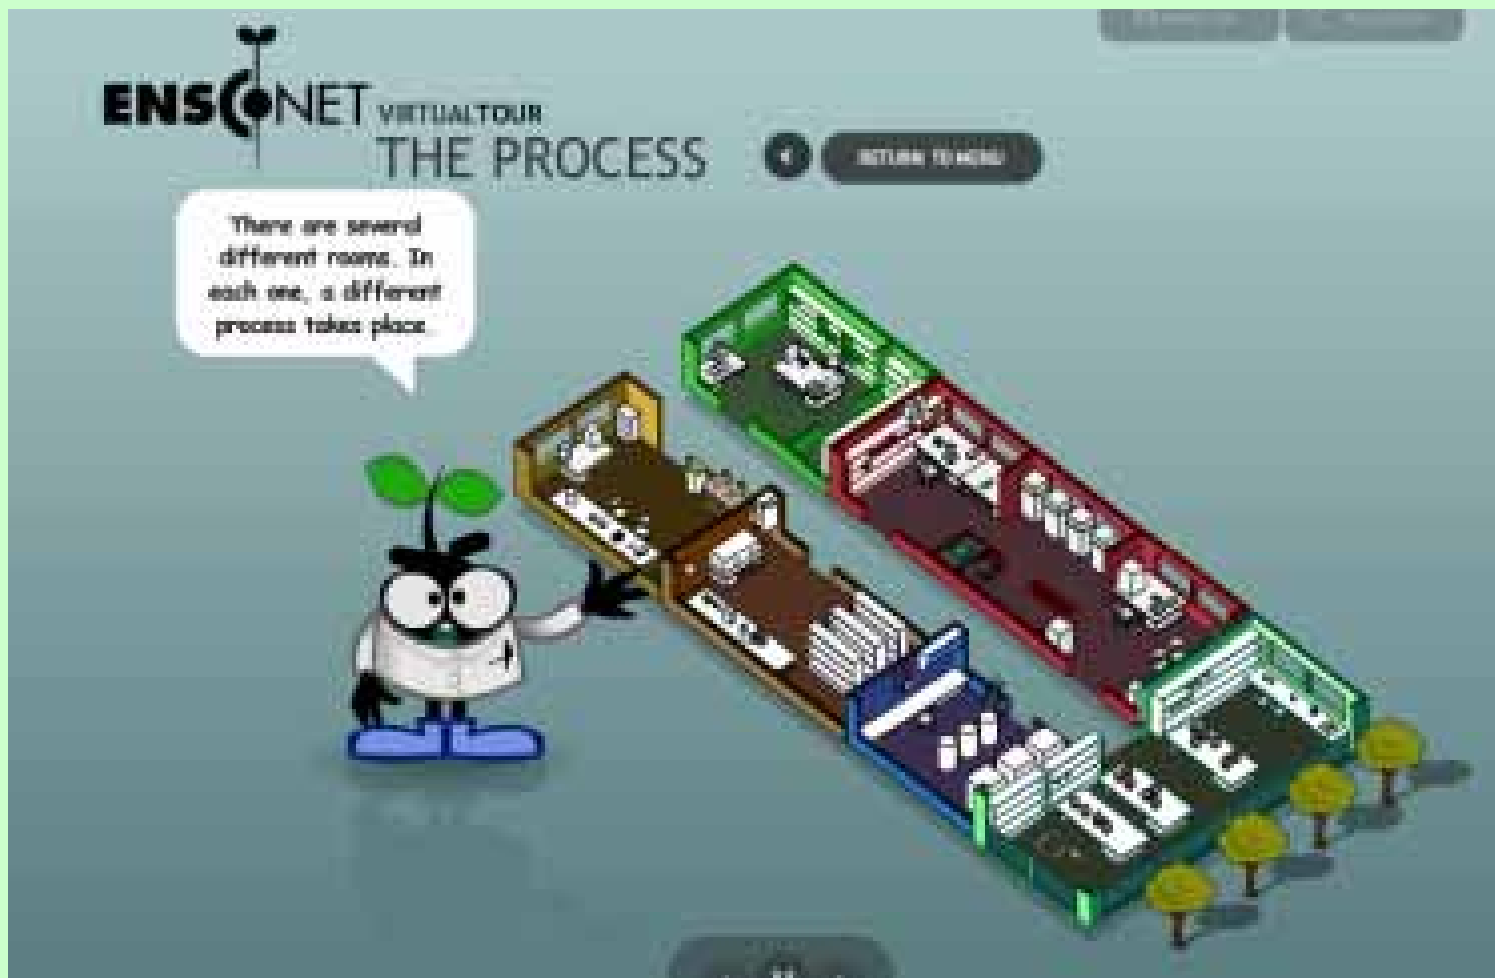 ENSCONET VIRTUALTOUR
THE PROCESS
RETURN TO MENU
There are several
different rooms. In
each one, a different
process takes place.